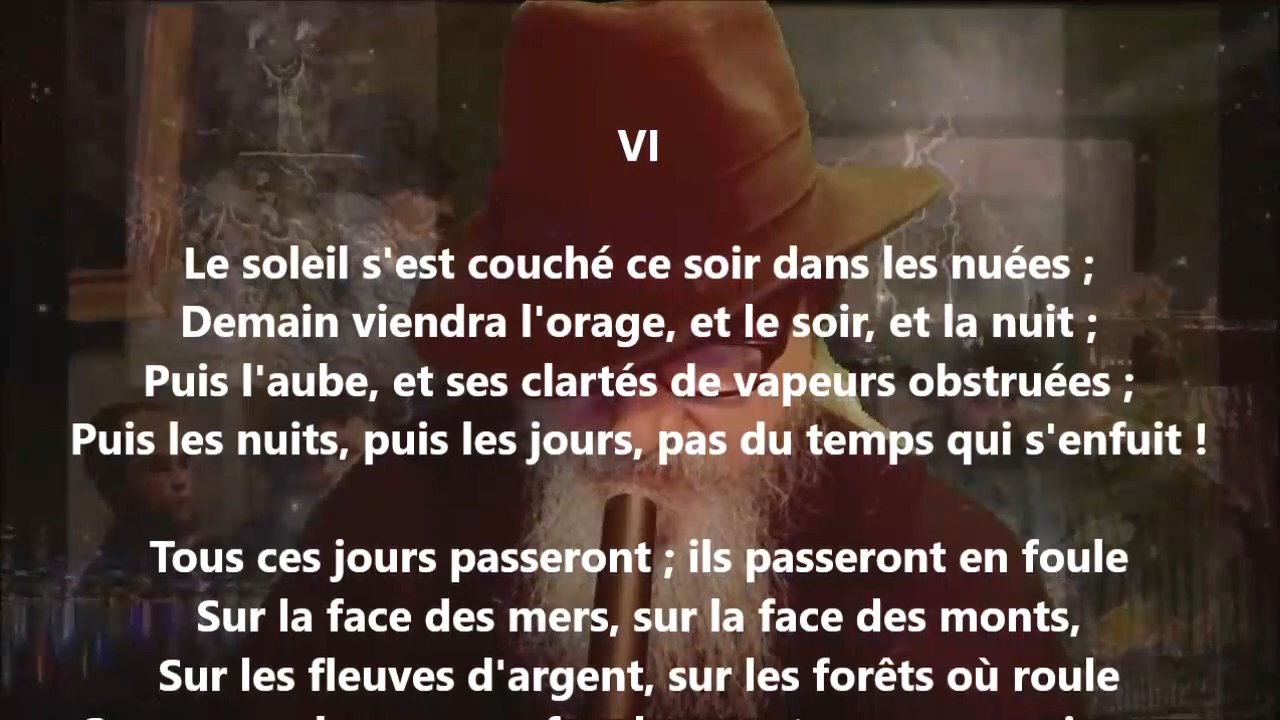 VI
Le soleil s'est couché ce soir dans les nuées ;
Demain viendra l'orage, et le soir, et la nuit ;
Puis l'aube, et ses clartés de vapeurs obstruées ;
Puis les nuits, puis les jours, pas du temps qui s'enfuit !
Tous ces jours passeront ; ils passeront en foule
Sur la face des mers, sur la face des monts,
Sur les fleuves d'argent, sur les forêts où roule